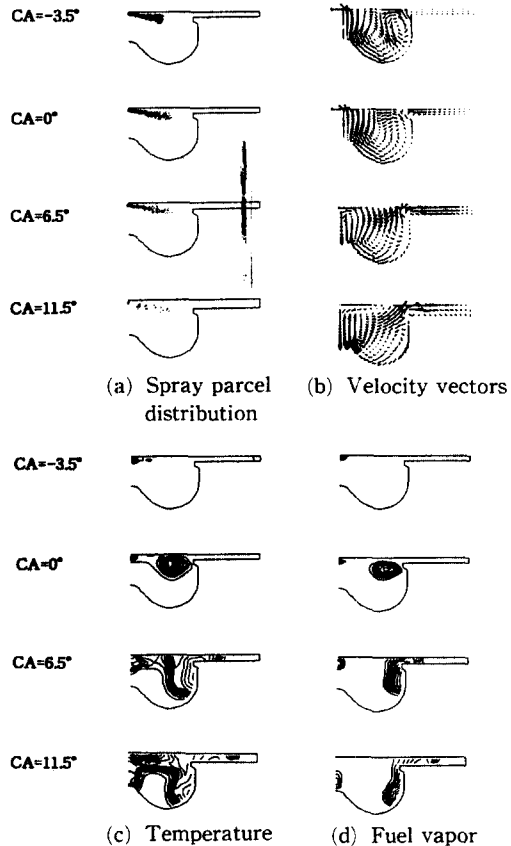 CA=-3.5°
CA=0°
CA=6.5°
CA=11.5°
(a) Spray parcel distribution
(b) Velocity vectors
CA=-3.5°
CA=0°
CA=6.5°
CA=11.5°
(c) Temperature
(d) Fuel vapor